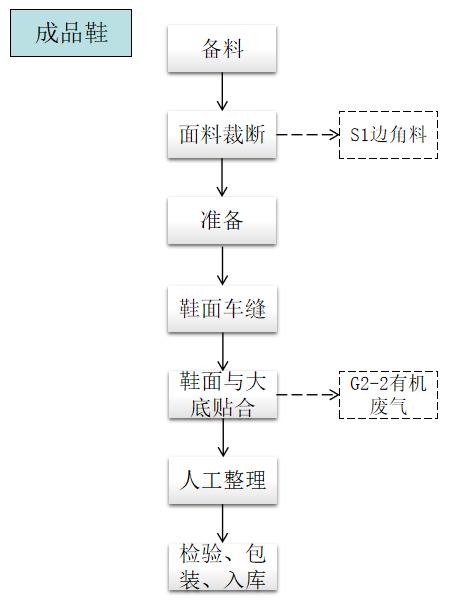 成品鞋
备料
面料裁断
S1边角料
准备
鞋面车缝
鞋面与大
底贴合
G2-2有机
废气
人工整理
检验、包
装、入库